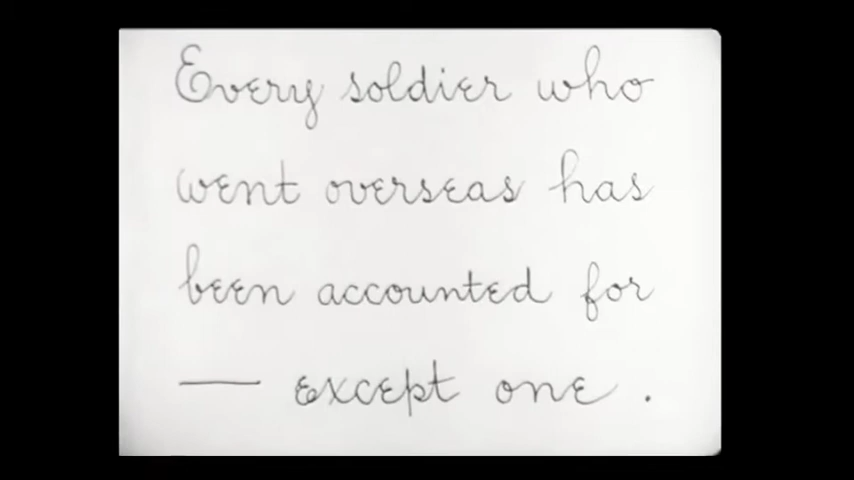 Every soldier who
went overseas has
been accounted for
— except one.